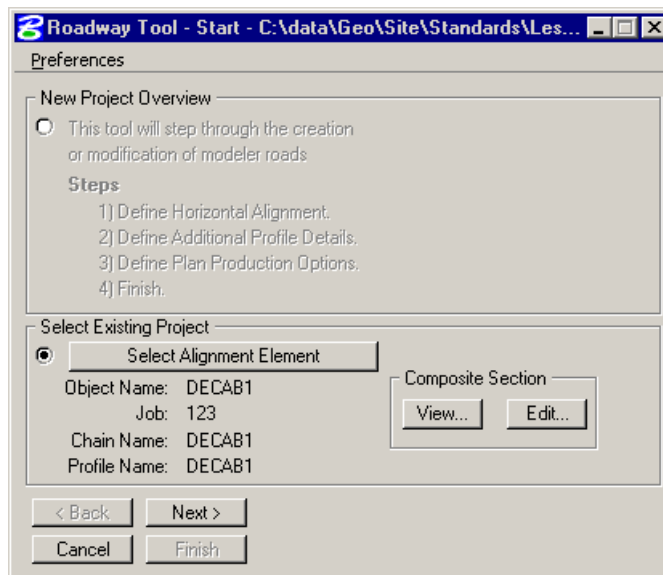 Roadway Tool - Start - C:\data\Geo\Site\Standards\Les...
Preferences
New Project Overview
This tool will step through the creation
or modification of modeler roads
Steps
1) Define Horizontal Alignment.
2) Define Additional Profile Details.
3) Define Plan Production Options.
4) Finish.
Select Existing Project
Select Alignment Element
Object Name: DECAB1
Job: 123
Chain Name: DECAB1
Profile Name: DECAB1
Composite Section
View... Edit...
< Back Next >
Cancel Finish